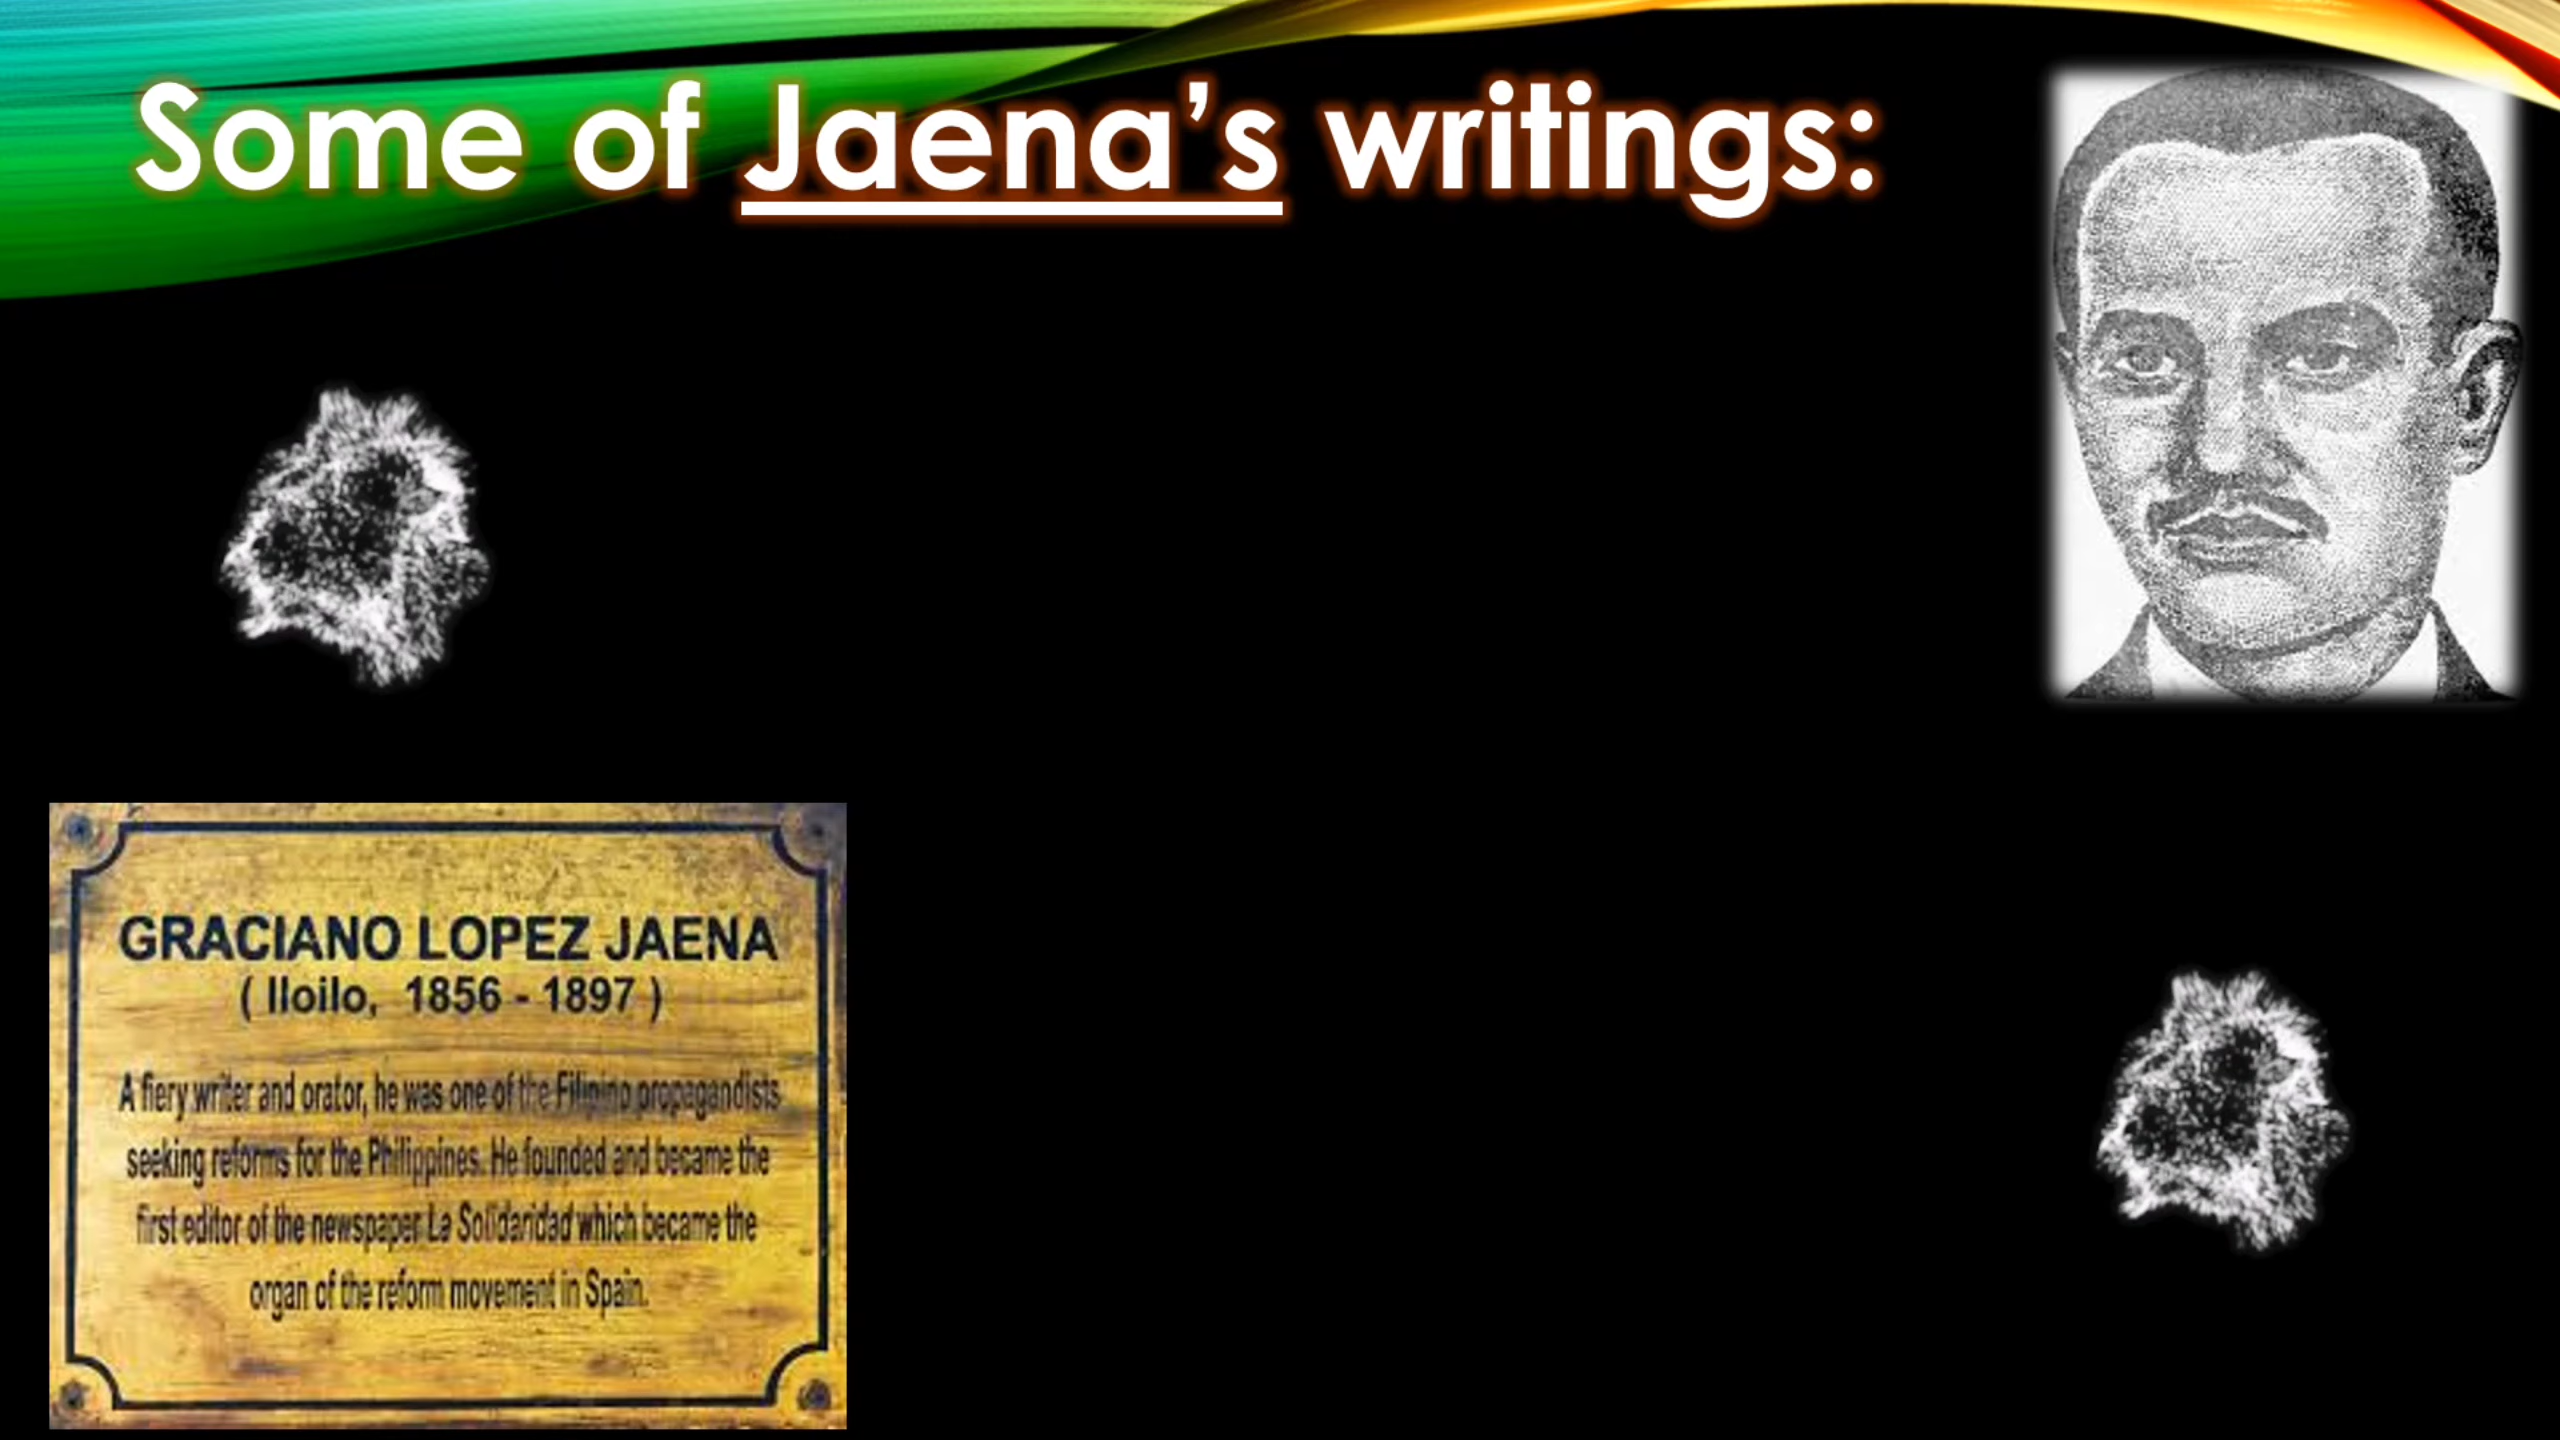 Some of Jaena’s writings:
GRACIANO LOPEZ JAENA
( Iloilo, 1856 - 1897 )
A fiery writer and orator, he was one of the Filipino propagandists
seeking reforms for the Philippines. He founded and became the
first editor of the newspaper La Solidaridad which became the
organ of the reform movement in Spain.